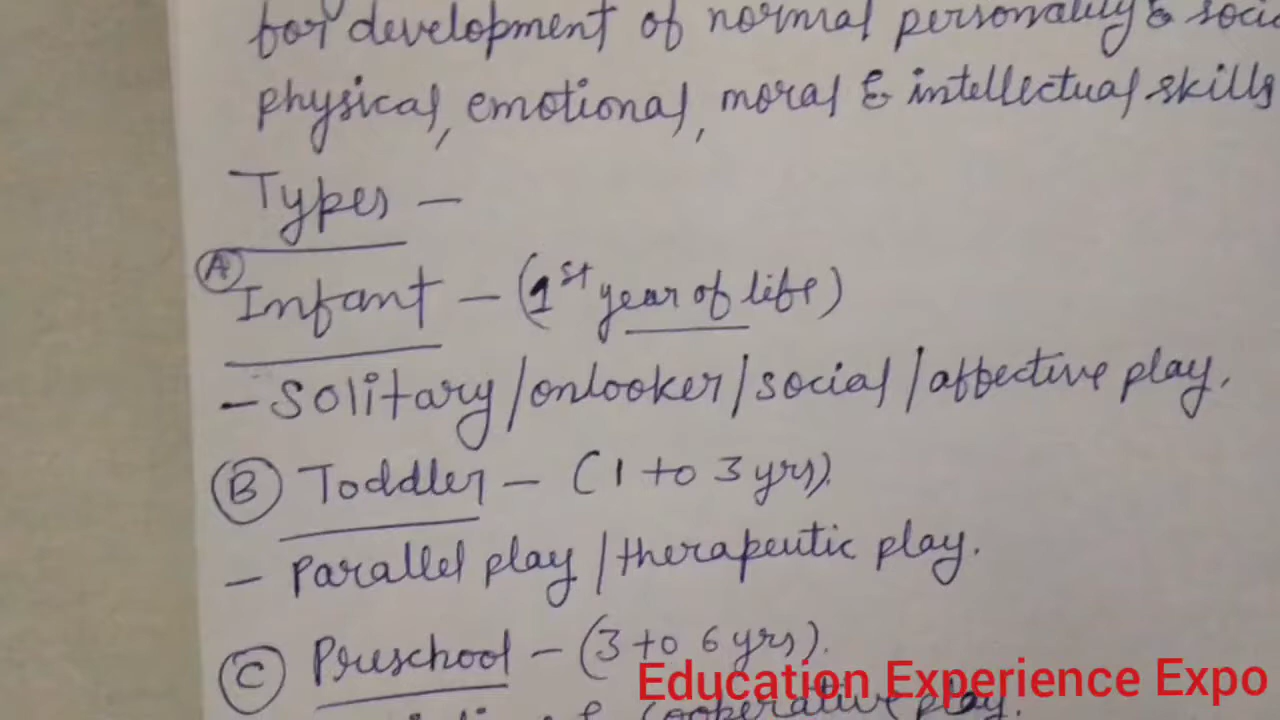 for development of normal personality &
physical, emotional, moral & intellectual skills
Types –
(A) Infant – (1st year of life)
– Solitary/onlooker/social/affective play.
(B) Toddler – (1 to 3 yrs).
– Parallel play/therapeutic play.
(C) Preschool – (3 to 6 yrs).
& cooperative play.
Education Experience Expo